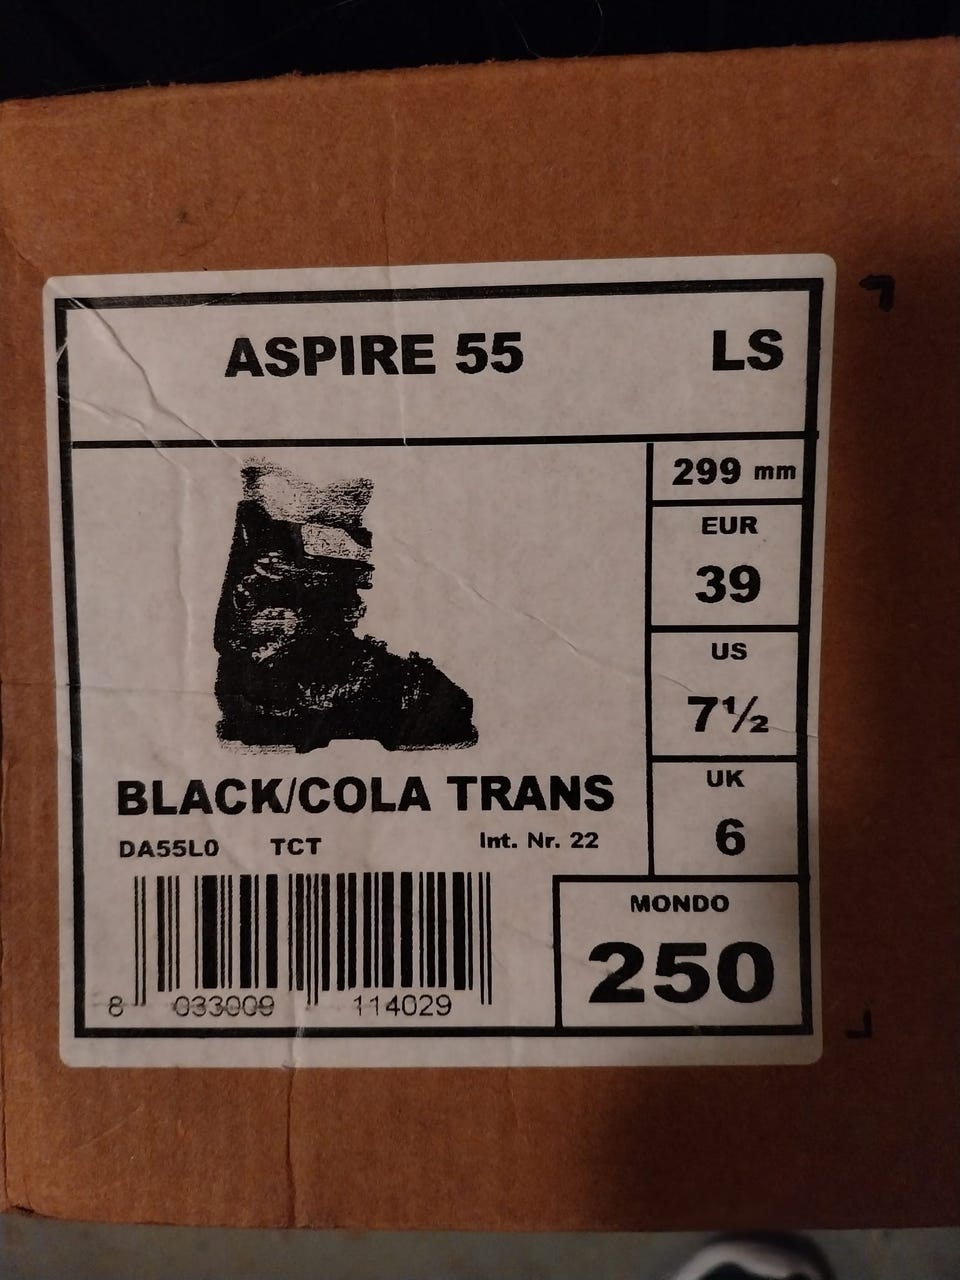 ASPIRE 55 LS
299 mm
EUR
39
US
7½
UK
6
BLACK/COLA TRANS
DA55L0 TCT Int. Nr. 22
MONDO
250
8 033009 114029